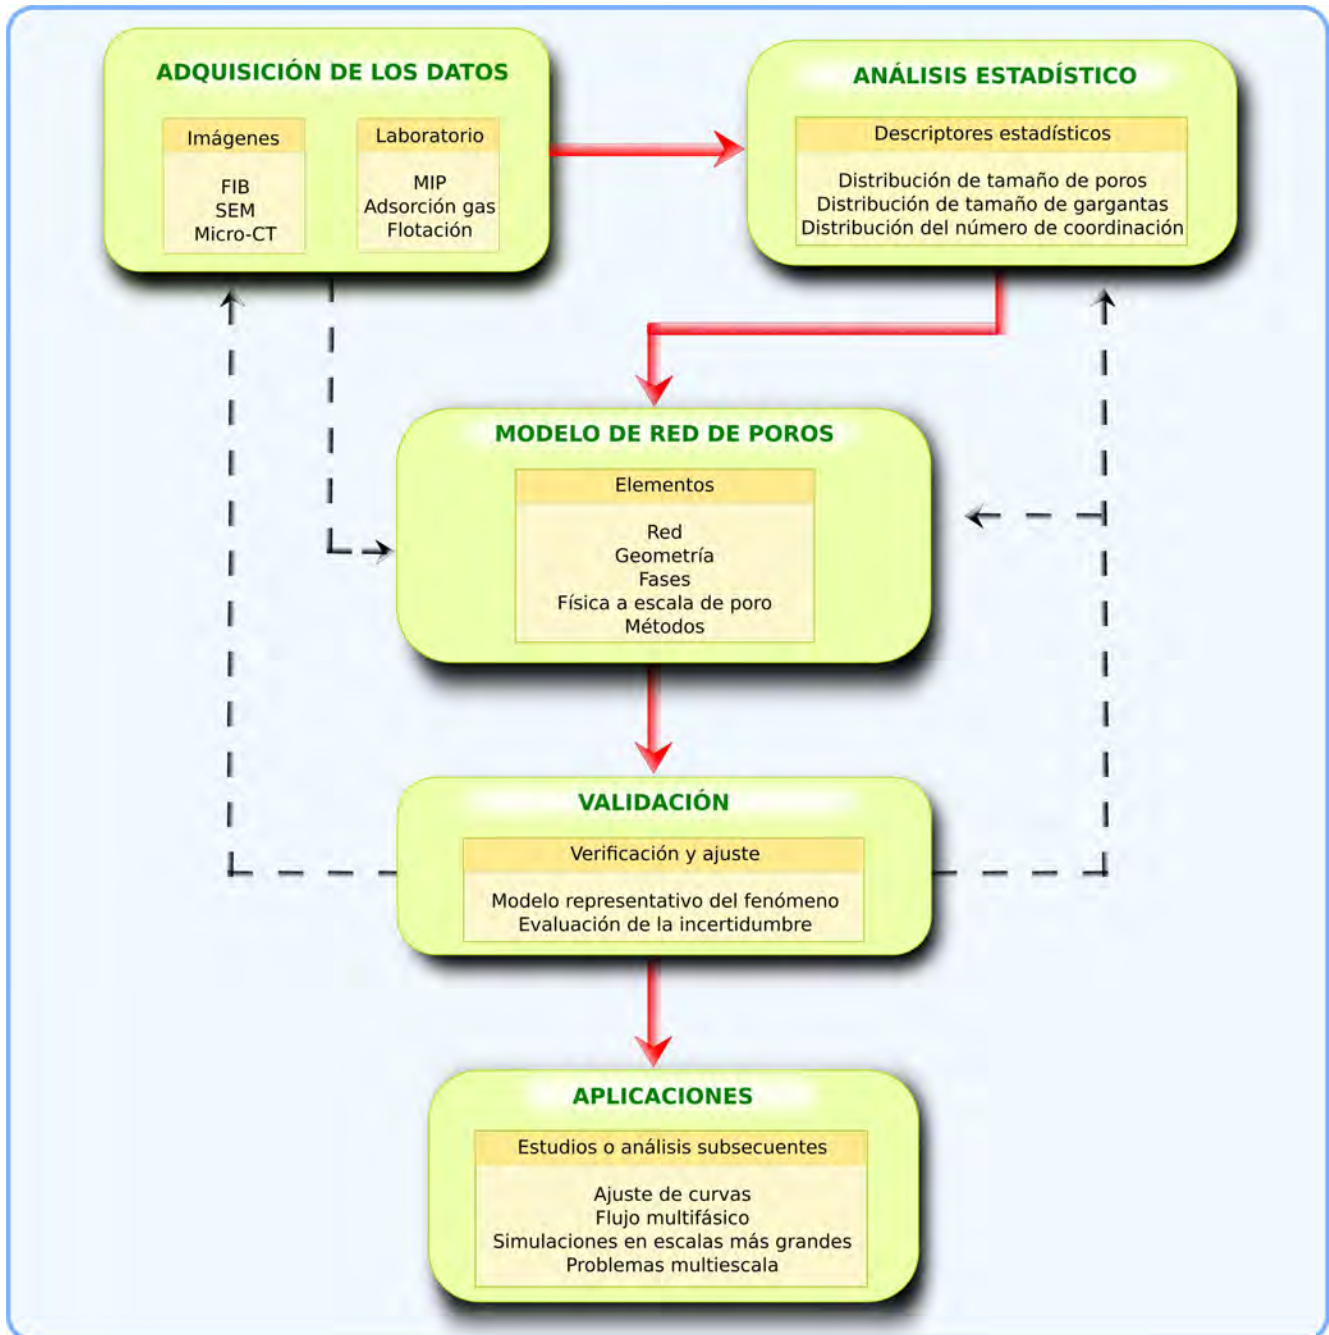 ADQUISICIÓN DE LOS DATOS
Imágenes
FIB
SEM
Micro-CT
Laboratorio
MIP
Adsorción gas
Flotación
ANÁLISIS ESTADÍSTICO
Descriptores estadísticos
Distribución de tamaño de poros
Distribución de tamaño de gargantas
Distribución del número de coordinación
MODELO DE RED DE POROS
Elementos
Red
Geometría
Fases
Física a escala de poro
Métodos
VALIDACIÓN
Verificación y ajuste
Modelo representativo del fenómeno
Evaluación de la incertidumbre
APLICACIONES
Estudios o análisis subsecuentes
Ajuste de curvas
Flujo multifásico
Simulaciones en escalas más grandes
Problemas multiescala